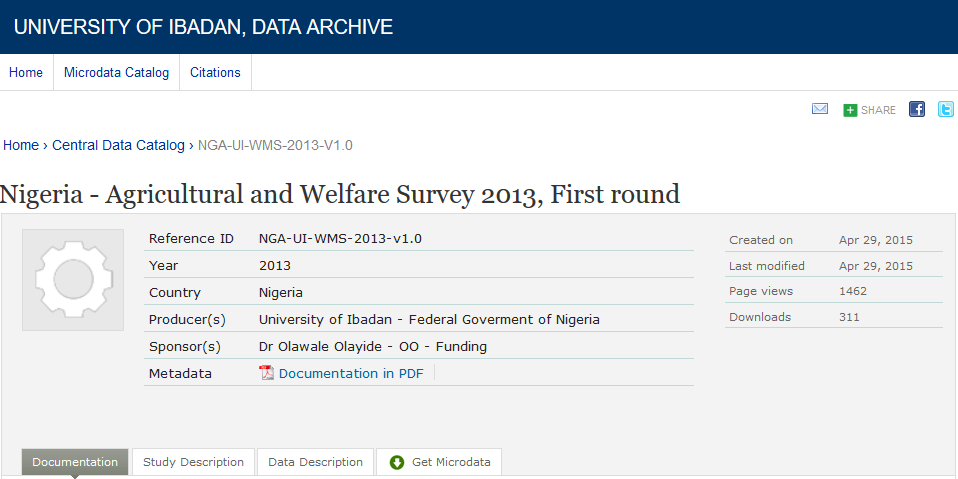 UNIVERSITY OF IBADAN, DATA ARCHIVE
Home Microdata Catalog Citations
SHARE
Home › Central Data Catalog › NGA-UI-WMS-2013-V1.0
Nigeria - Agricultural and Welfare Survey 2013, First round
Reference ID NGA-UI-WMS-2013-v1.0
Year 2013
Country Nigeria
Producer(s) University of Ibadan - Federal Goverment of Nigeria
Sponsor(s) Dr Olawale Olayide - OO - Funding
Metadata Documentation in PDF
Created on Apr 29, 2015
Last modified Apr 29, 2015
Page views 1462
Downloads 311
Documentation Study Description Data Description Get Microdata